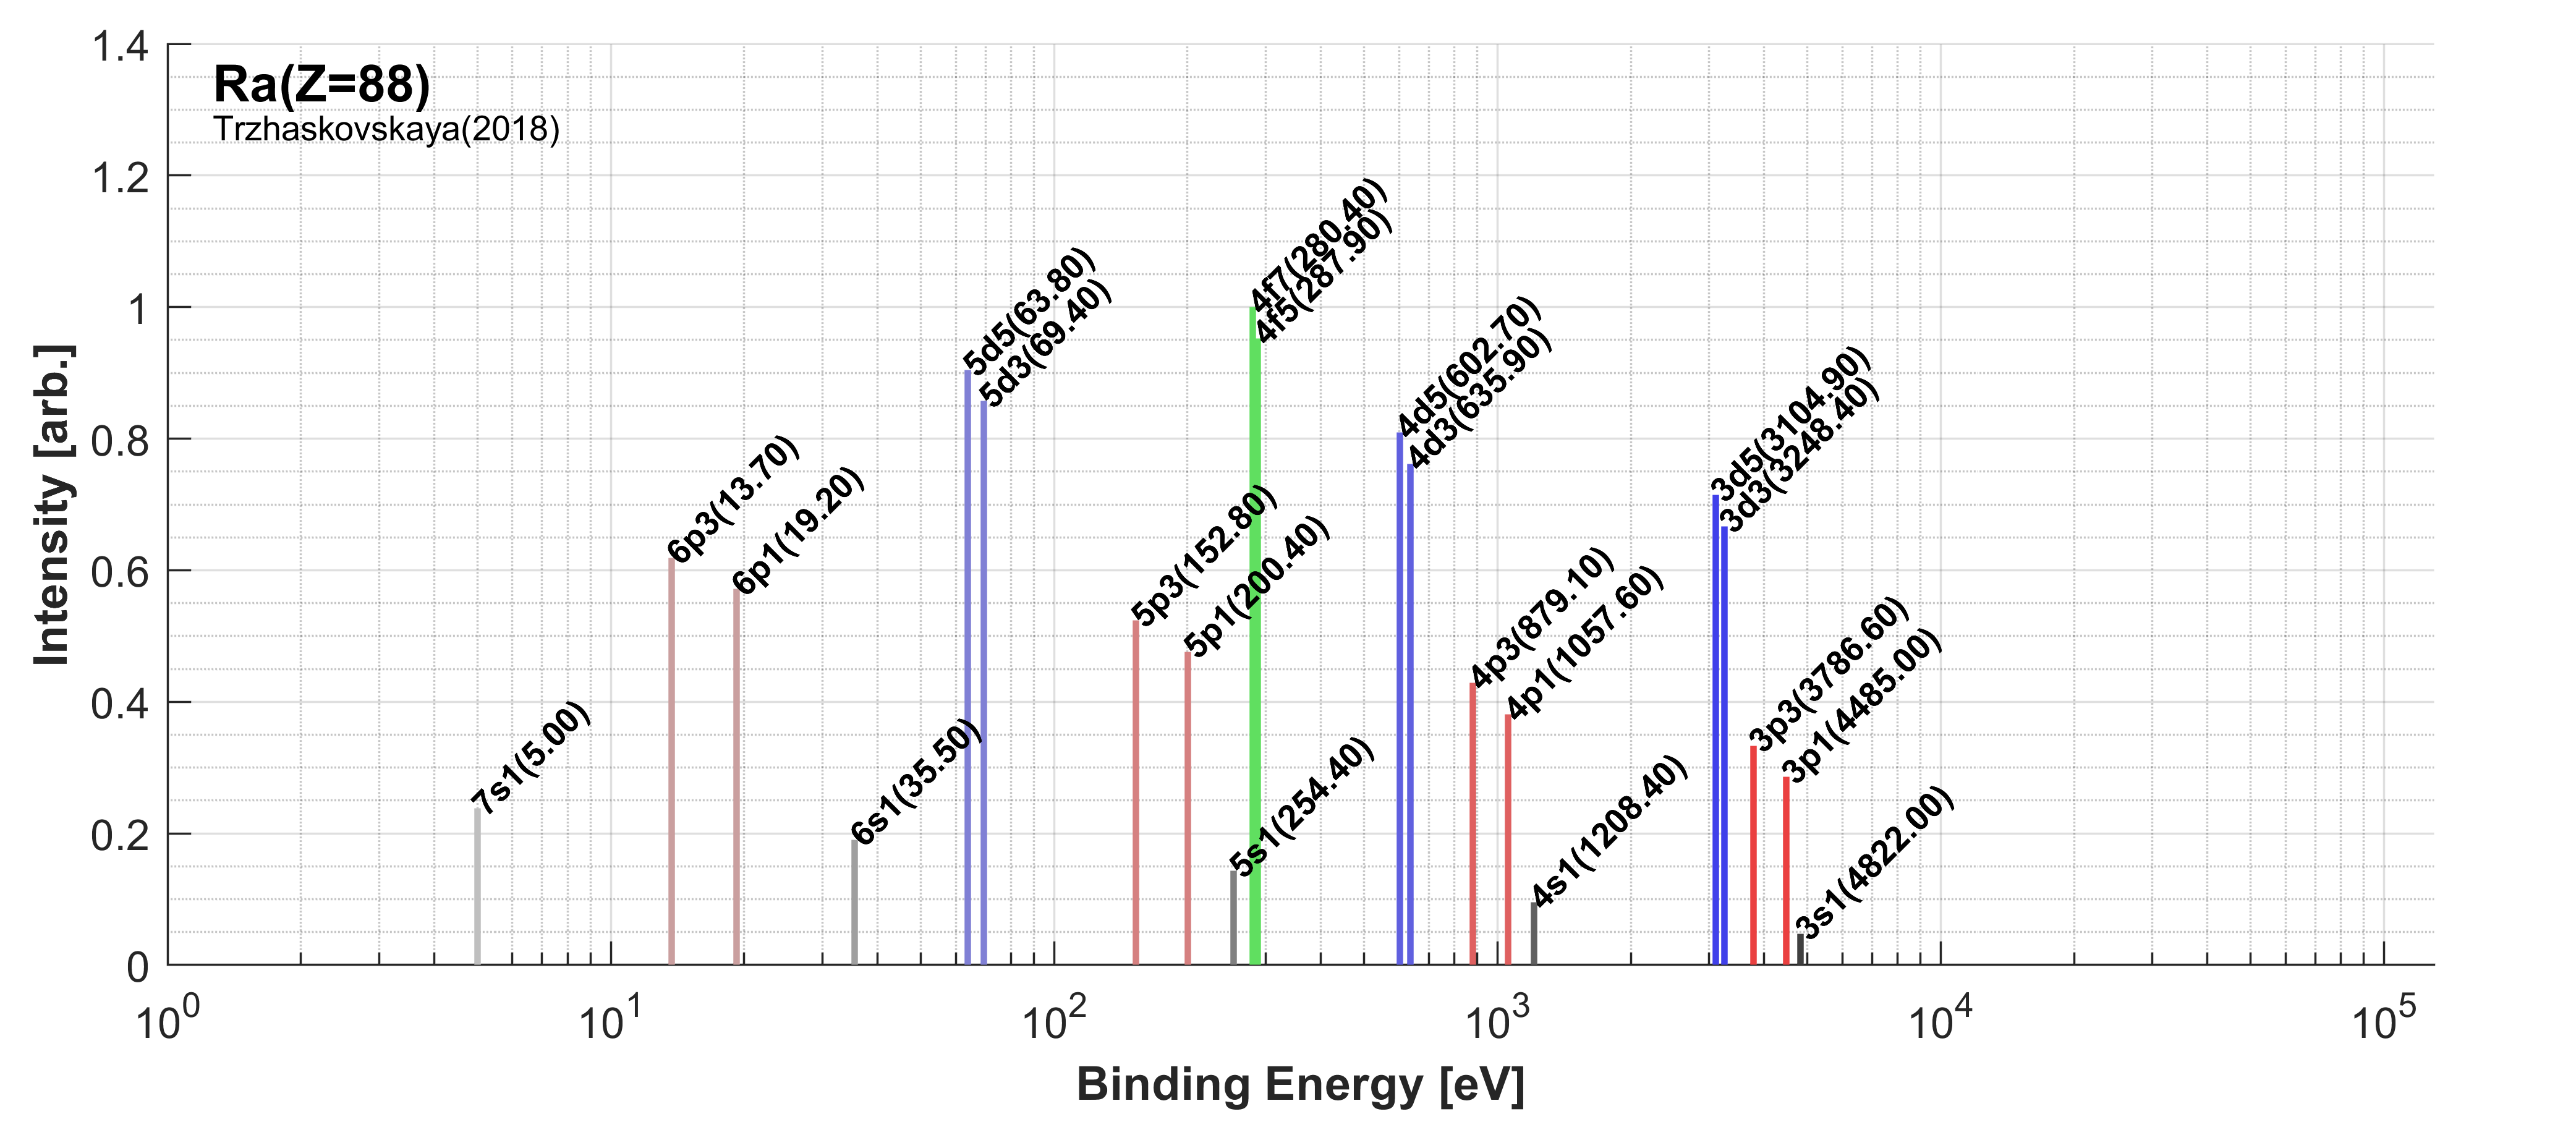 Ra(Z=88)
Trzhaskovskaya(2018)
Intensity [arb.]
1.4
1.2
1
0.8
0.6
0.4
0.2
0
7s1(5.00)
6p3(13.70)
6p1(19.20)
6s1(35.50)
5d5(63.80)
5d3(69.40)
5p3(152.80)
5p1(200.40)
5s1(254.40)
4f7(280.40)
4f5(287.90)
4d5(602.70)
4d3(635.90)
4p3(879.10)
4p1(1057.60)
4s1(1208.40)
3d5(3104.90)
3d3(3248.40)
3p3(3786.60)
3p1(4485.00)
3s1(4822.00)
10^0 10^1 10^2 10^3 10^4 10^5
Binding Energy [eV]